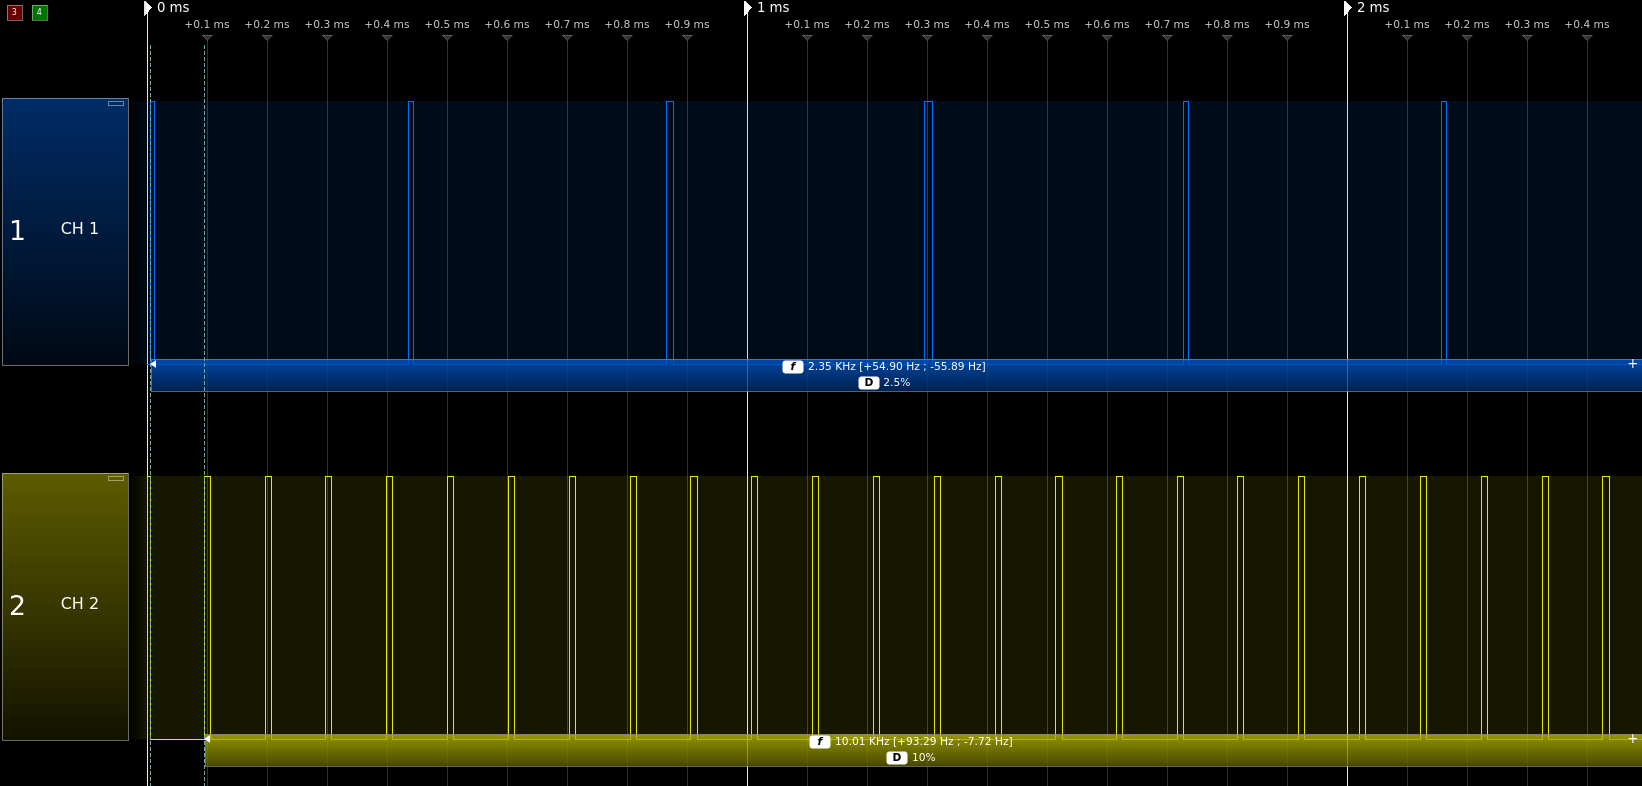 3 4 0 ms 1 ms 2 ms
+0.1 ms +0.2 ms +0.3 ms +0.4 ms +0.5 ms +0.6 ms +0.7 ms +0.8 ms +0.9 ms +0.1 ms +0.2 ms +0.3 ms +0.4 ms +0.5 ms +0.6 ms +0.7 ms +0.8 ms +0.9 ms +0.1 ms +0.2 ms +0.3 ms +0.4 ms
1 CH 1
f 2.35 KHz [+54.90 Hz ; -55.89 Hz] +
D 2.5%
2 CH 2
f 10.01 KHz [+93.29 Hz ; -7.72 Hz] +
D 10%